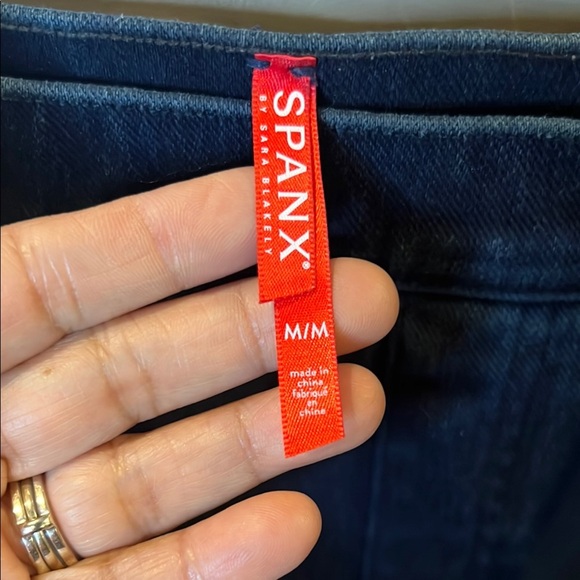 SPANX®
BY SARA BLAKELY
M/M
made in
china
fabriqué
en
chine